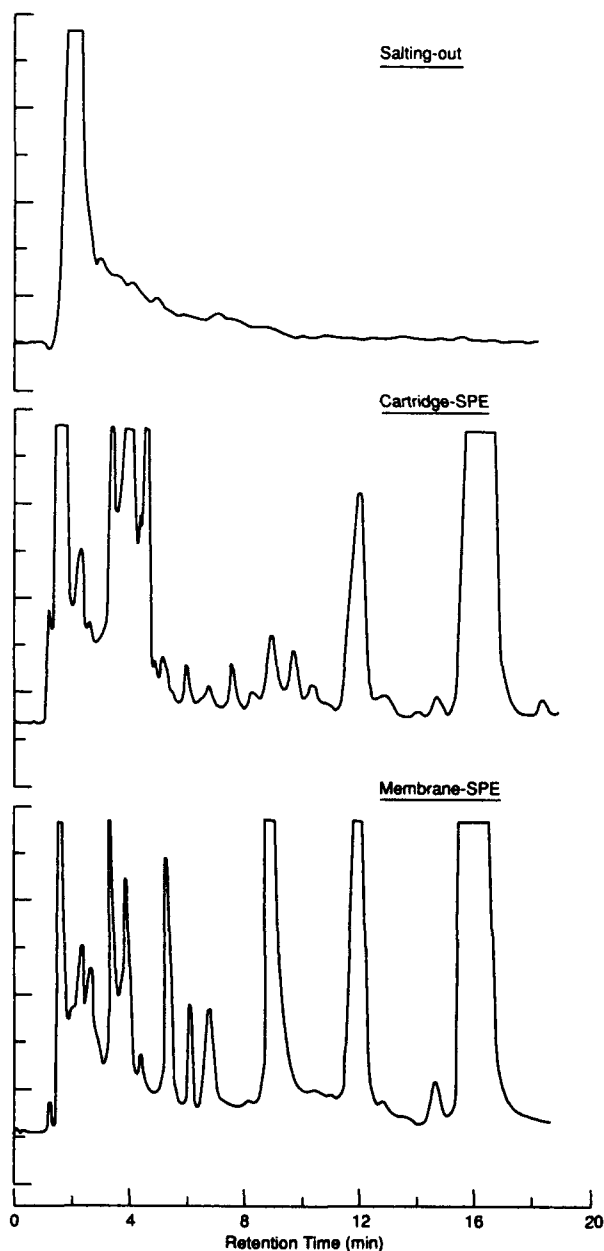 Salting-out
Cartridge-SPE
Membrane-SPE
0 4 8 12 16 20
Retention Time (min)